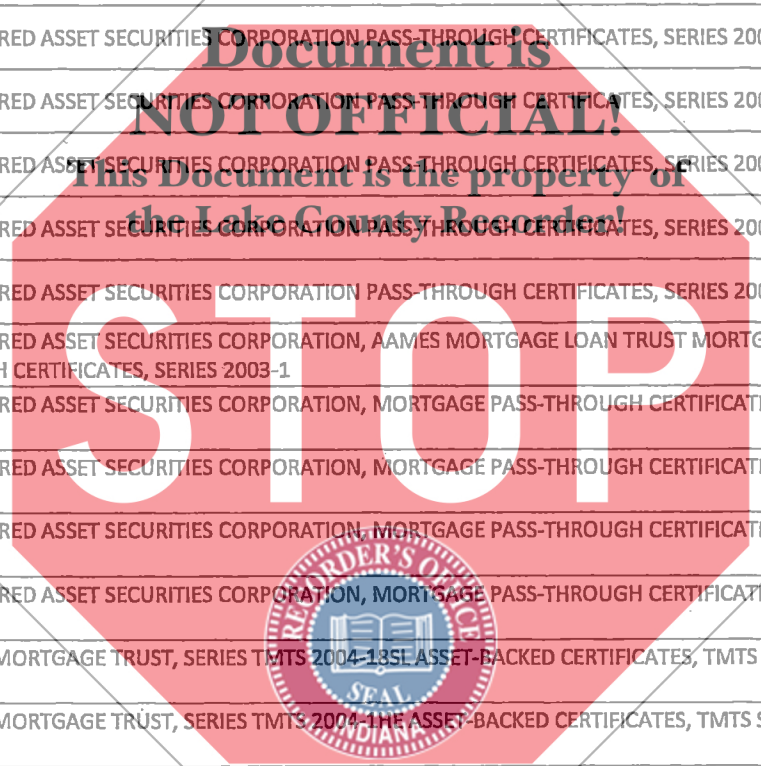 RED ASSET SECURITIES CORPORATION PASS-THROUGH CERTIFICATES, SERIES 200
Document is
RED ASSET SECURITIES CORPORATION PASS-THROUGH CERTIFICATES, SERIES 200
NOT OFFICIAL!
RED ASSET SECURITIES CORPORATION PASS-THROUGH CERTIFICATES, SERIES 200
This Document is the property of
the Lake County Recorder!
RED ASSET SECURITIES CORPORATION PASS-THROUGH CERTIFICATES, SERIES 200
RED ASSET SECURITIES CORPORATION PASS-THROUGH CERTIFICATES, SERIES 200
RED ASSET SECURITIES CORPORATION, AAMES MORTGAGE LOAN TRUST MORTG
H CERTIFICATES, SERIES 2003-1
RED ASSET SECURITIES CORPORATION, MORTGAGE PASS-THROUGH CERTIFICATE
STOP
RED ASSET SECURITIES CORPORATION, MORTGAGE PASS-THROUGH CERTIFICATE
RED ASSET SECURITIES CORPORATION, MORTGAGE PASS-THROUGH CERTIFICATE
RED ASSET SECURITIES CORPORATION, MORTGAGE PASS-THROUGH CERTIFICATE
MORTGAGE TRUST, SERIES TMTS 2004-18SL ASSET-BACKED CERTIFICATES, TMTS
MORTGAGE TRUST, SERIES TMTS 2004-1HE ASSET-BACKED CERTIFICATES, TMTS S
RECORDER'S OFFICE
SEAL
INDIANA